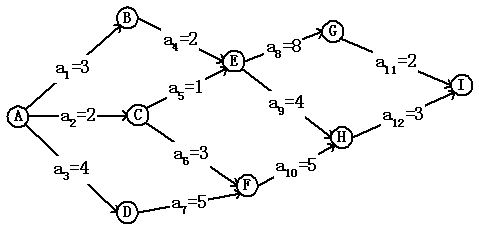 B
G
a4=2
a8=8
a1=3
E
a11=2
a5=1
I
a9=4
A
a2=2
C
a12=3
H
a6=3
a3=4
a10=5
F
D
a7=5